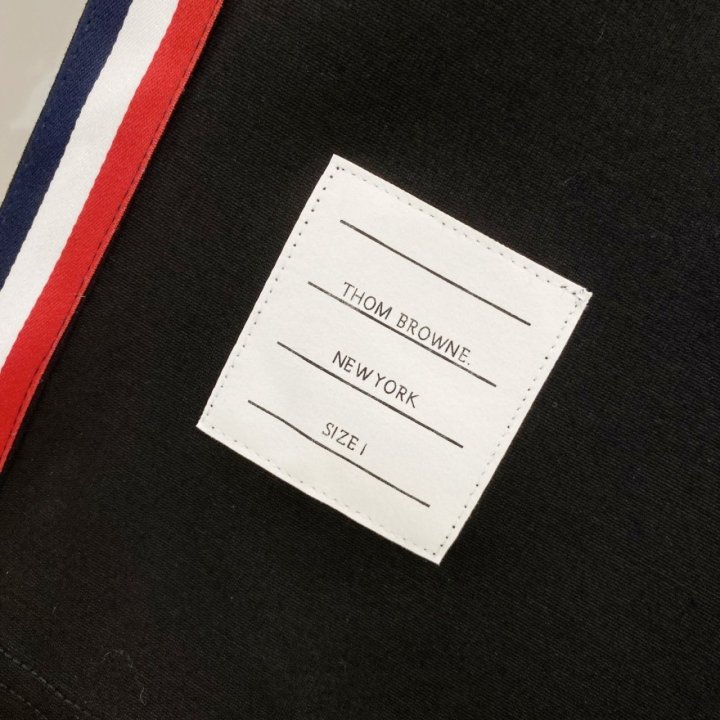 THOM BROWNE.
NEW YORK
SIZE 1